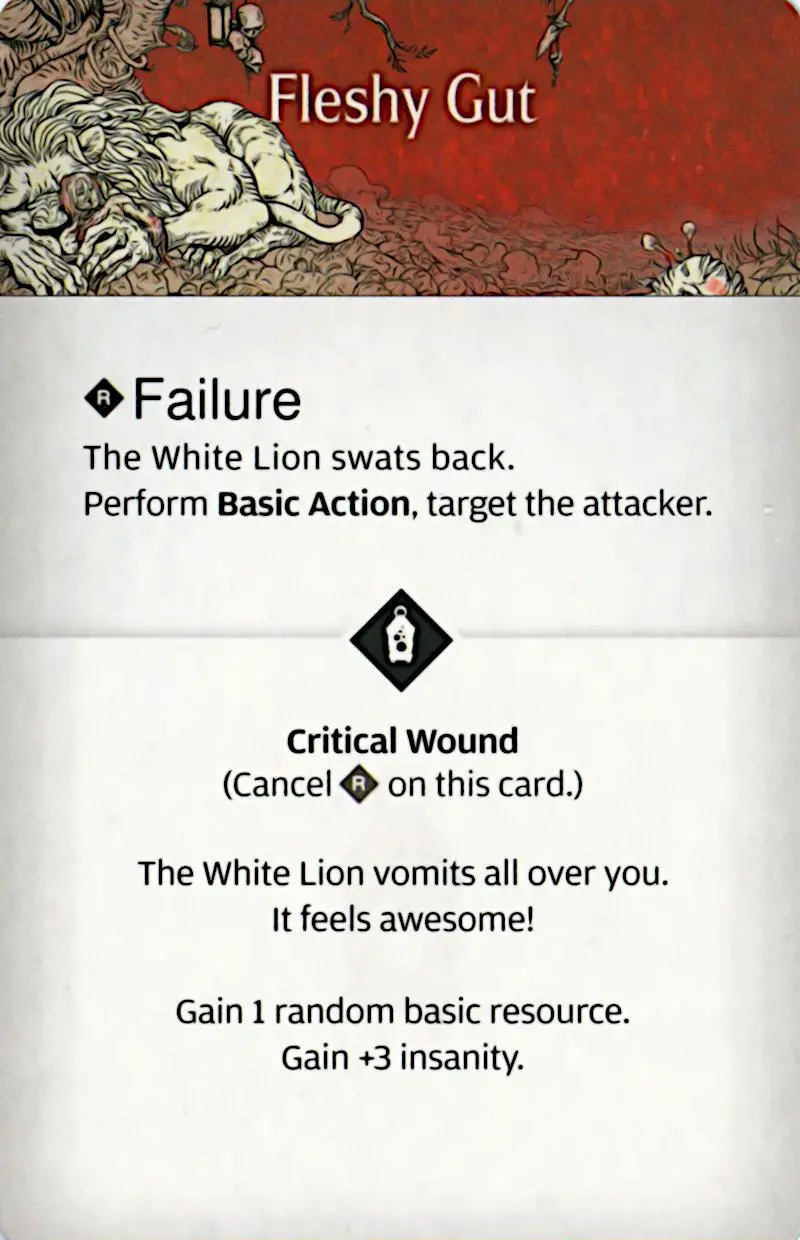 Fleshy Gut
R Failure
The White Lion swats back.
Perform Basic Action, target the attacker.
Critical Wound
(Cancel R on this card.)
The White Lion vomits all over you.
It feels awesome!
Gain 1 random basic resource.
Gain +3 insanity.